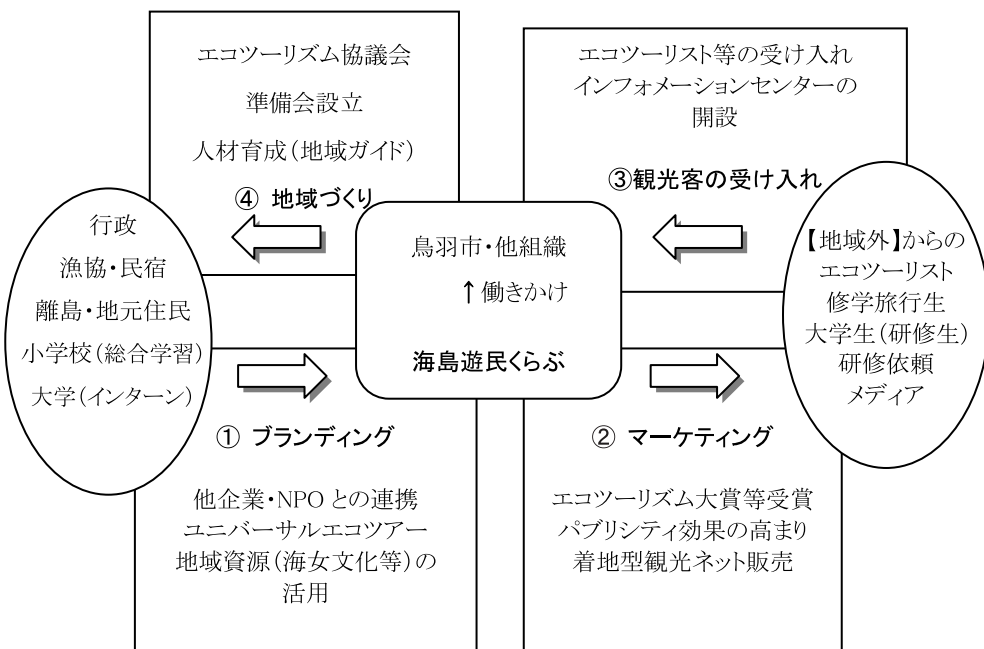 エコツーリズム協議会
準備会設立
人材育成(地域ガイド)
④ 地域づくり
エコツーリスト等の受け入れ
インフォメーションセンターの
開設
③観光客の受け入れ
行政
漁協・民宿
離島・地元住民
小学校(総合学習)
大学(インターン)
鳥羽市・他組織
↑働きかけ
海島遊民くらぶ
【地域外】からの
エコツーリスト
修学旅行生
大学生(研修生)
研修依頼
メディア
① ブランディング
他企業・NPO との連携
ユニバーサルエコツアー
地域資源(海女文化等)の
活用
② マーケティング
エコツーリズム大賞等受賞
パブリシティ効果の高まり
着地型観光ネット販売